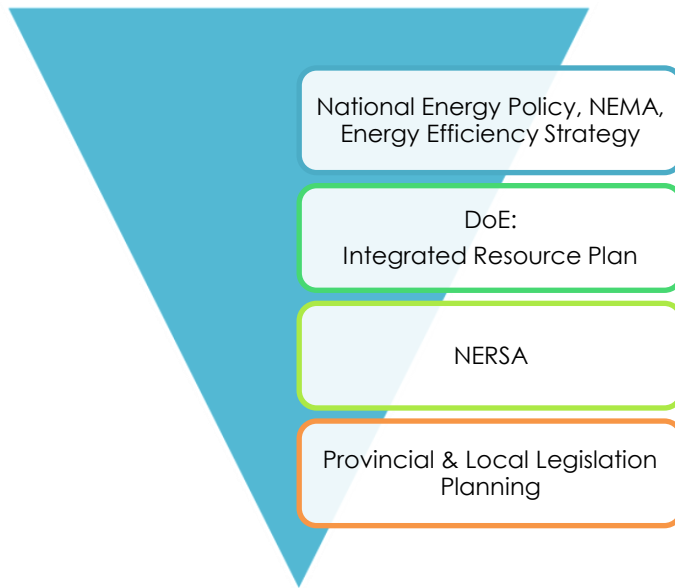 National Energy Policy, NEMA,
Energy Efficiency Strategy
DoE:
Integrated Resource Plan
NERSA
Provincial & Local Legislation
Planning